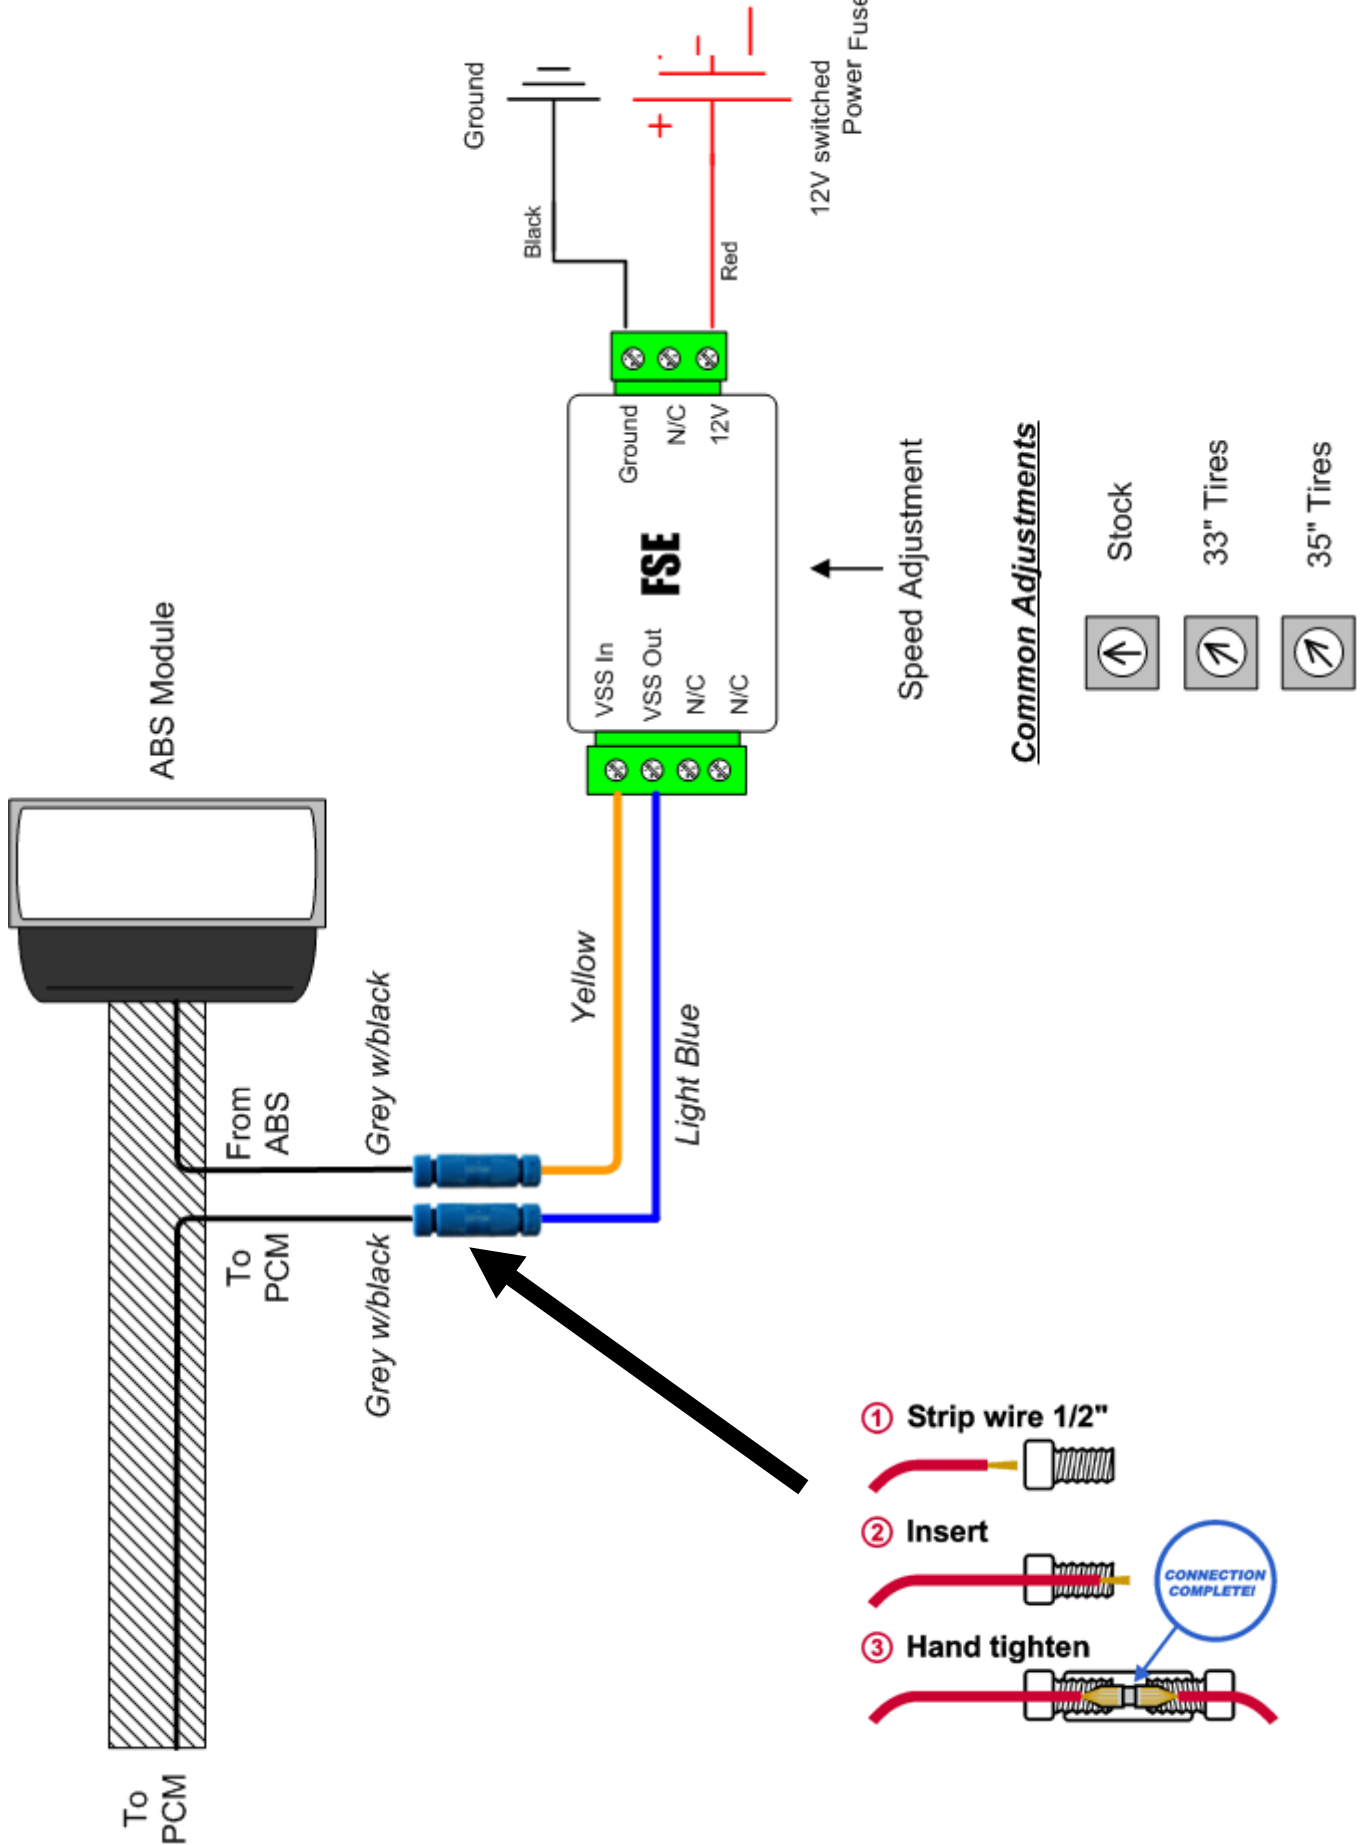 ABS Module
From
ABS
To
PCM
To
PCM
Grey w/black
Grey w/black
Yellow
Light Blue
VSS In
VSS Out
N/C
N/C
FSE
Ground
N/C
12V
Black
Red
Ground
+
12V switched
Power Fuse
Speed Adjustment
Common Adjustments
Stock
33" Tires
35" Tires
1 Strip wire 1/2"
2 Insert
3 Hand tighten
CONNECTION
COMPLETE!